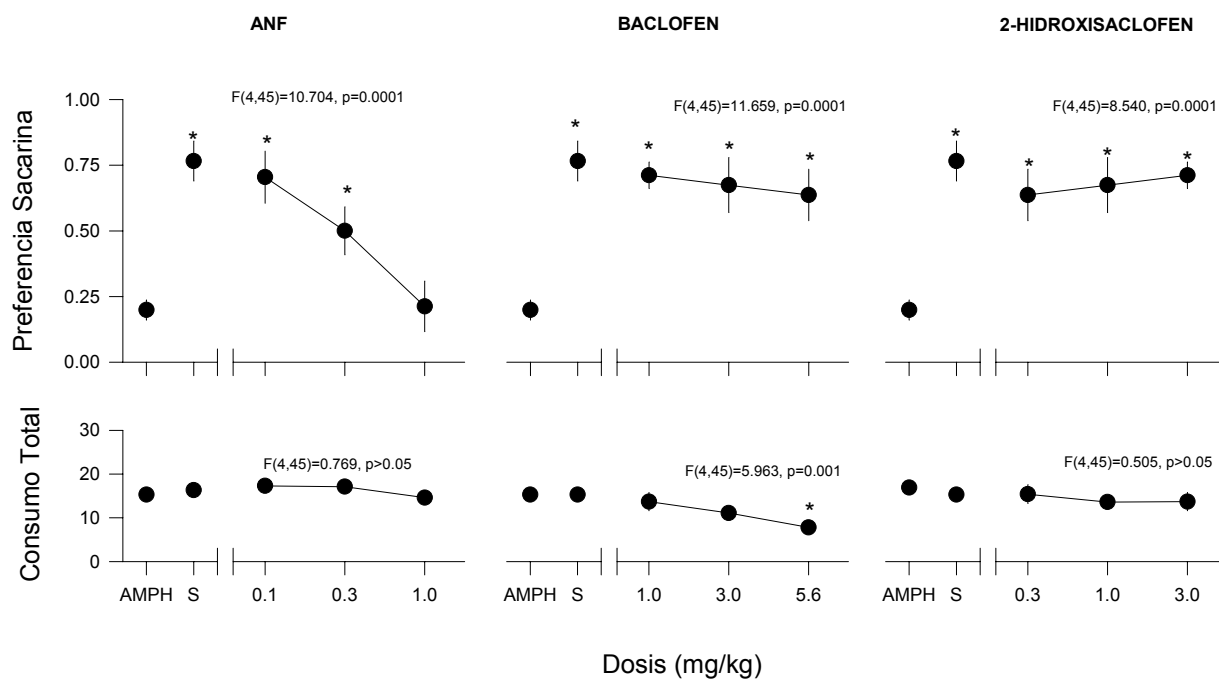 ANF BACLOFEN 2-HIDROXISACLOFEN
F(4,45)=10.704, p=0.0001 F(4,45)=11.659, p=0.0001 F(4,45)=8.540, p=0.0001
Preferencia Sacarina
1.00
0.75
0.50
0.25
0.00
* * * * * * * * * *
Consumo Total
30
20
10
0
F(4,45)=0.769, p>0.05 F(4,45)=5.963, p=0.001 F(4,45)=0.505, p>0.05
*
AMPH S 0.1 0.3 1.0 AMPH S 1.0 3.0 5.6 AMPH S 0.3 1.0 3.0
Dosis (mg/kg)